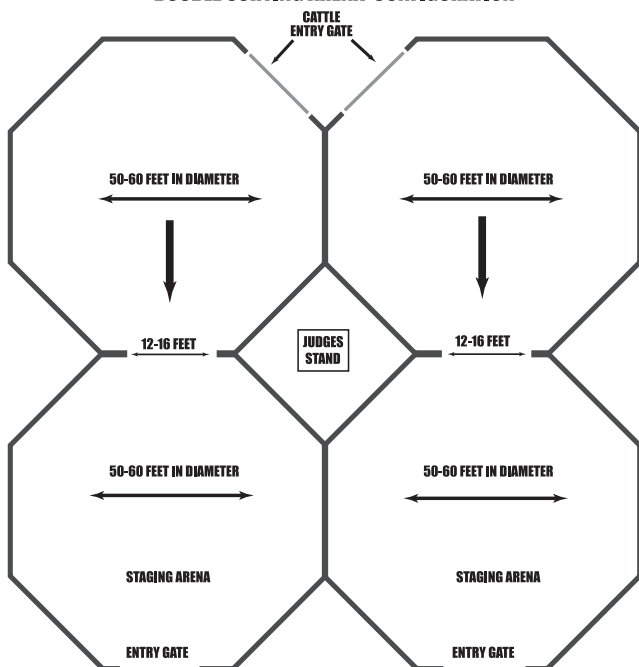 CATTLE
ENTRY GATE
50-60 FEET IN DIAMETER
50-60 FEET IN DIAMETER
12-16 FEET
JUDGES
STAND
12-16 FEET
50-60 FEET IN DIAMETER
50-60 FEET IN DIAMETER
STAGING ARENA
STAGING ARENA
ENTRY GATE
ENTRY GATE